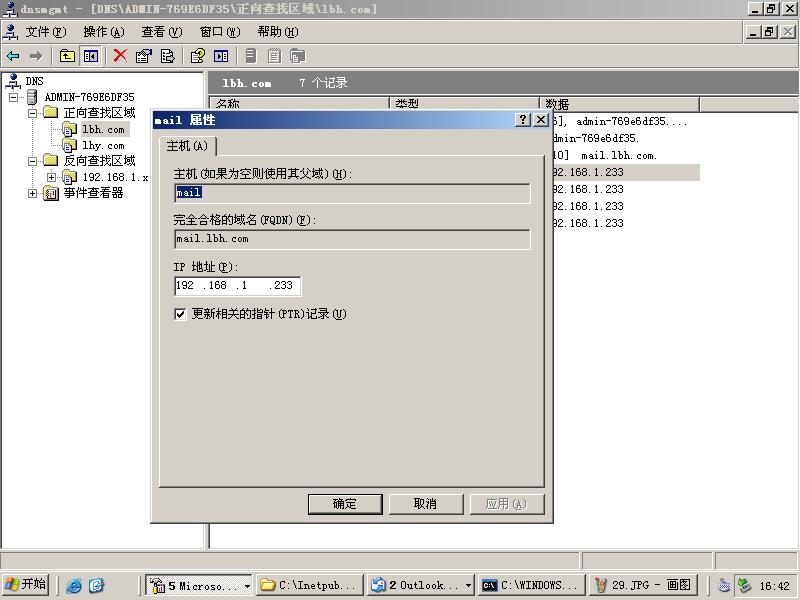 dnsmgmt - [DNS\ADMIN-769E6DF35\正向查找区域\lbh.com]
文件(F) 操作(A) 查看(V) 窗口(W) 帮助(H)
DNS
ADMIN-769E6DF35
正向查找区域
lbh.com
lhy.com
反向查找区域
192.168.1.x
事件查看器
lbh.com 7 个记录
名称 类型 数据
], admin-769e6df35....
dmin-769e6df35.
10] mail.lbh.com.
92.168.1.233
92.168.1.233
92.168.1.233
92.168.1.233
mail 属性
主机(A)
主机(如果为空则使用其父域)(H):
mail
完全合格的域名(FQDN)(F):
mail.lbh.com
IP 地址(P):
192 .168 .1 .233
更新相关的指针(PTR)记录(U)
确定 取消 应用(A)
开始 5 Microso... C:\Inetpub... 2 Outlook... C:\WINDOWS... 29.JPG - 画图 16:42